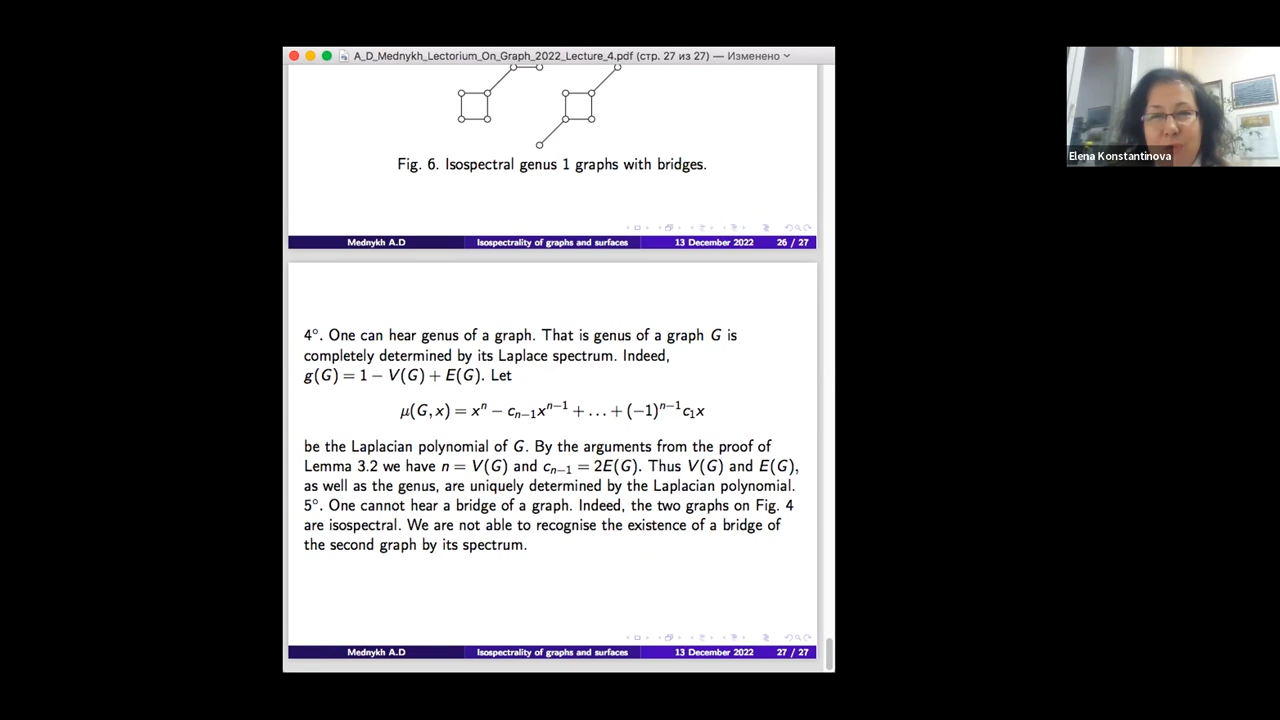 A_D_Mednykh_Lectorium_On_Graph_2022_Lecture_4.pdf (стр. 27 из 27) — Изменено
Elena Konstantinova
Fig. 6. Isospectral genus 1 graphs with bridges.
Mednykh A.D Isospectrality of graphs and surfaces 13 December 2022 26 / 27
4°. One can hear genus of a graph. That is genus of a graph G is
completely determined by its Laplace spectrum. Indeed,
g(G) = 1 − V(G) + E(G). Let
μ(G, x) = xⁿ − cₙ₋₁xⁿ⁻¹ + … + (−1)ⁿ⁻¹c₁x
be the Laplacian polynomial of G. By the arguments from the proof of
Lemma 3.2 we have n = V(G) and cₙ₋₁ = 2E(G). Thus V(G) and E(G),
as well as the genus, are uniquely determined by the Laplacian polynomial.
5°. One cannot hear a bridge of a graph. Indeed, the two graphs on Fig. 4
are isospectral. We are not able to recognise the existence of a bridge of
the second graph by its spectrum.
Mednykh A.D Isospectrality of graphs and surfaces 13 December 2022 27 / 27